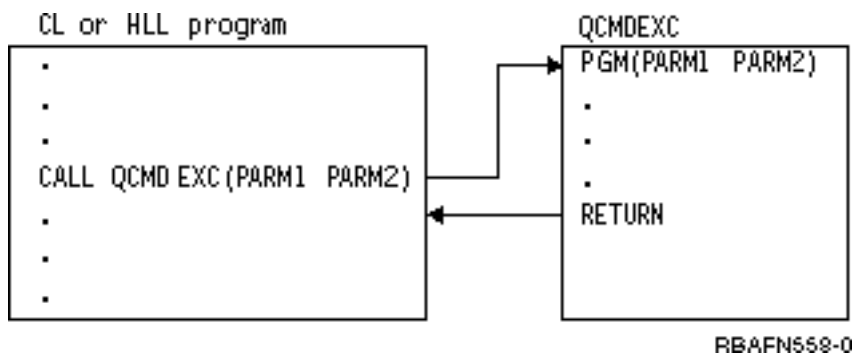 CL or HLL program
.
.
.
CALL QCMD EXC(PARM1 PARM2)
.
.
.
QCMDEXC
PGM(PARM1 PARM2)
.
.
.
RETURN
RBAFN558-0